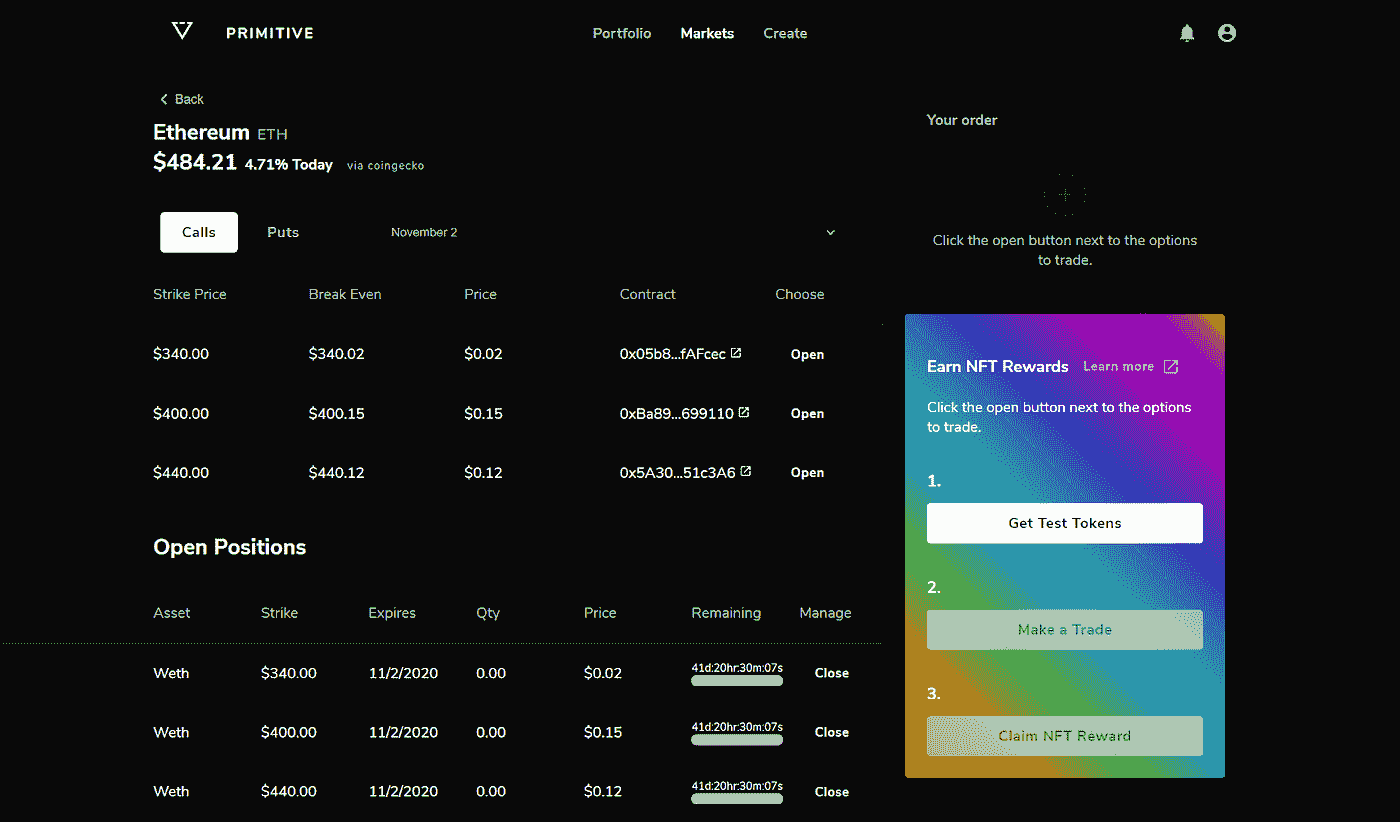 PRIMITIVE
Portfolio Markets Create
Back
Ethereum ETH
$484.21 4.71% Today via coingecko
Calls Puts November 2
Strike Price Break Even Price Contract Choose
$340.00 $340.02 $0.02 0x05b8...fAFcec Open
$400.00 $400.15 $0.15 0xBa89...699110 Open
$440.00 $440.12 $0.12 0x5A30...51c3A6 Open
Open Positions
Asset Strike Expires Qty Price Remaining Manage
Weth $340.00 11/2/2020 0.00 $0.02 41d:20hr:30m:07s Close
Weth $400.00 11/2/2020 0.00 $0.15 41d:20hr:30m:07s Close
Weth $440.00 11/2/2020 0.00 $0.12 41d:20hr:30m:07s Close
Your order
Click the open button next to the options
to trade.
Earn NFT Rewards Learn more
Click the open button next to the options
to trade.
1.
Get Test Tokens
2.
Make a Trade
3.
Claim NFT Reward